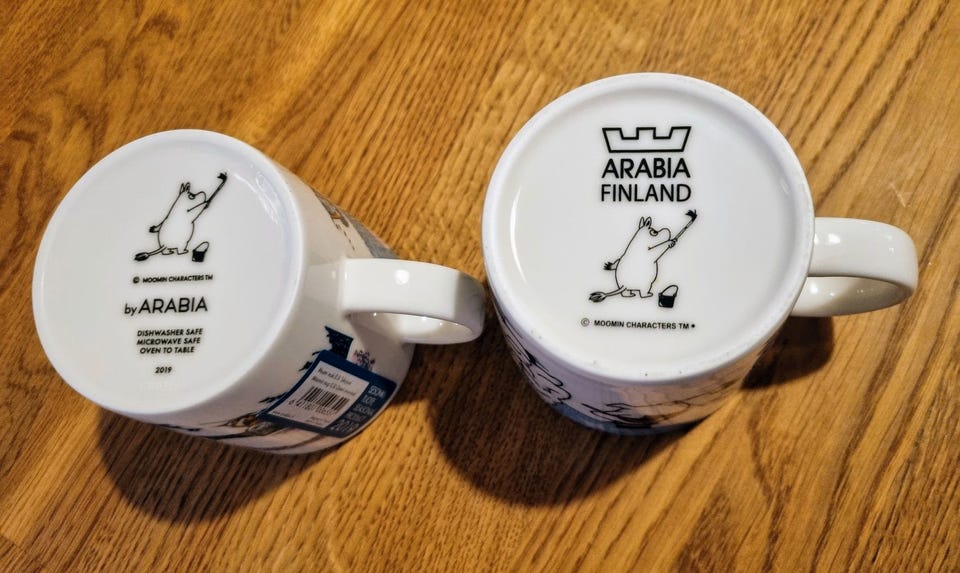 © MOOMIN CHARACTERS TM
by ARABIA
DISHWASHER SAFE
MICROWAVE SAFE
OVEN TO TABLE
2019
ARABIA
FINLAND
© MOOMIN CHARACTERS TM